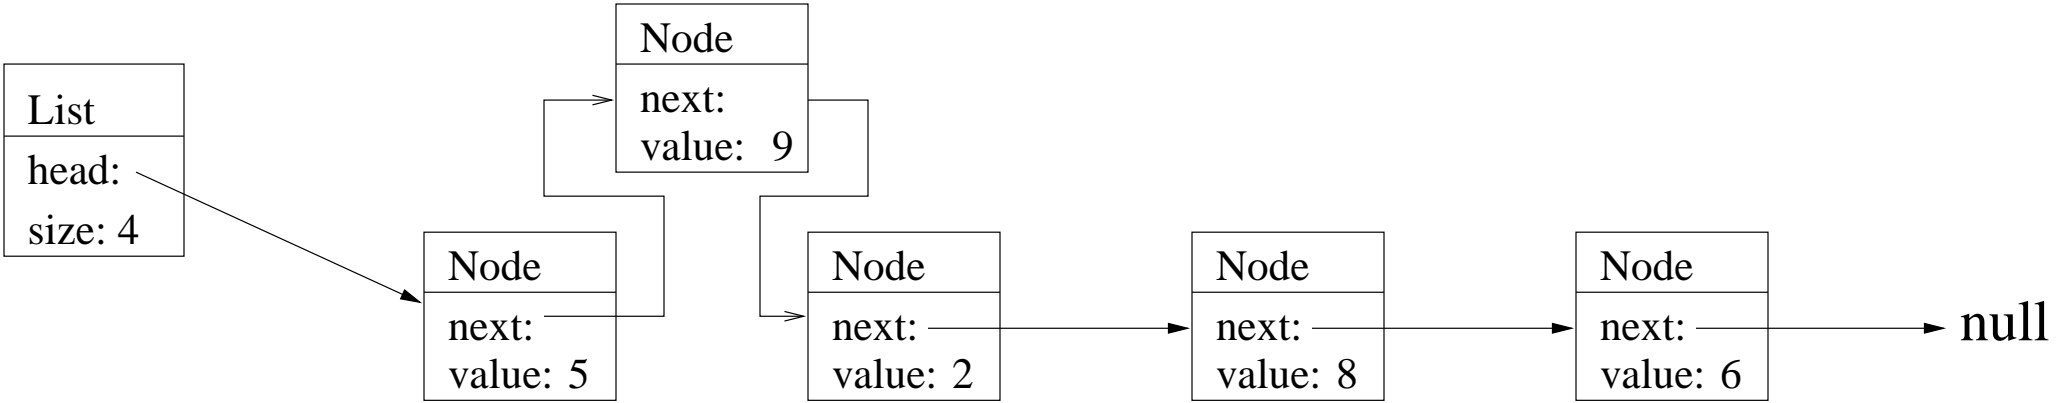 List
head:
size: 4
Node
next:
value: 5
Node
next:
value: 9
Node
next:
value: 2
Node
next:
value: 8
Node
next:
value: 6
null